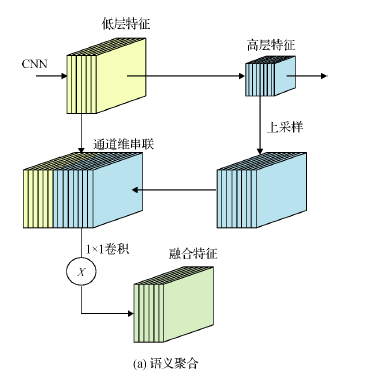 低层特征
高层特征
CNN
上采样
通道维串联
1×1卷积
X
融合特征
(a) 语义聚合